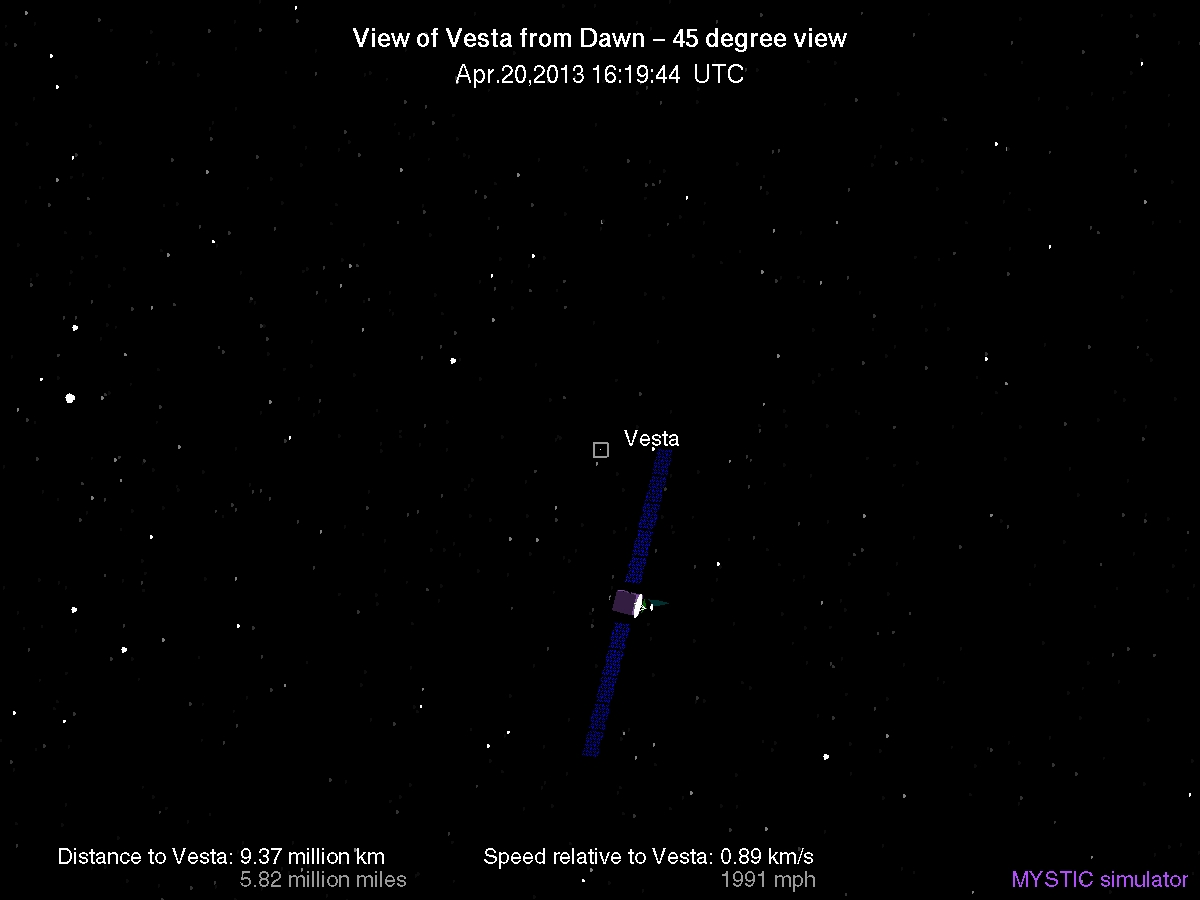 View of Vesta from Dawn – 45 degree view
Apr.20,2013 16:19:44 UTC
Vesta
Distance to Vesta: 9.37 million km
5.82 million miles
Speed relative to Vesta: 0.89 km/s
1991 mph
MYSTIC simulator